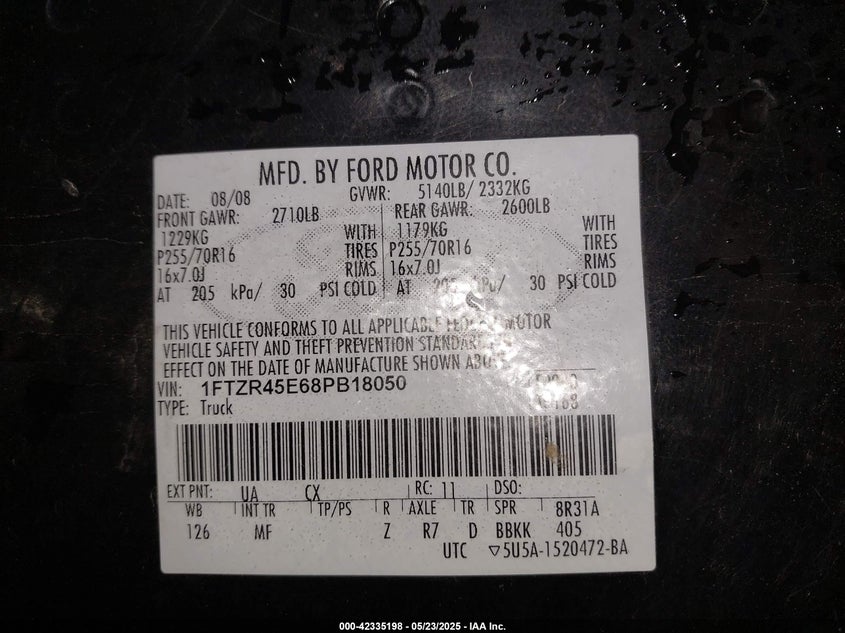 MFD. BY FORD MOTOR CO.
DATE: 08/08 GVWR: 5140LB/ 2332KG
FRONT GAWR: 2710LB REAR GAWR: 2600LB
1229KG WITH 1179KG WITH
P255/70R16 TIRES P255/70R16 TIRES
16x7.0J RIMS 16x7.0J RIMS
AT 205 kPa/ 30 PSI COLD AT 205 kPa/ 30 PSI COLD
THIS VEHICLE CONFORMS TO ALL APPLICABLE MOTOR
VEHICLE SAFETY AND THEFT PREVENTION
EFFECT ON THE DATE OF MANUFACTURE SHOWN
VIN: 1FTZR45E68PB18050
TYPE: Truck
EXT PNT: UA CX RC: 11 DSO:
WB INT TR TP/PS R AXLE TR SPR 8R31A
126 MF Z R7 D BBKK 405
UTC ▽5U5A-1520472-BA
000-42335198 - 05/23/2025 - IAA Inc.